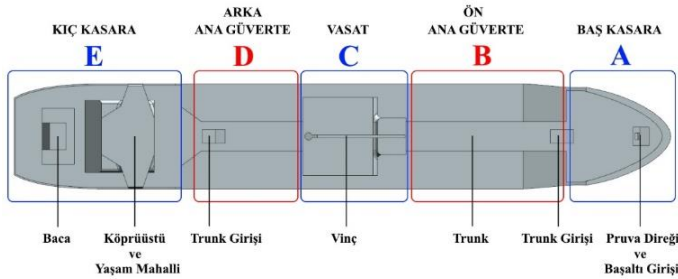 KIÇ KASARA
E
ARKA
ANA GÜVERTE
D
VASAT
C
ÖN
ANA GÜVERTE
B
BAŞ KASARA
A
Baca
Köprüüstü
ve
Yaşam Mahalli
Trunk Girişi
Vinç
Trunk
Trunk Girişi
Pruva Direği
ve
Başaltı Girişi